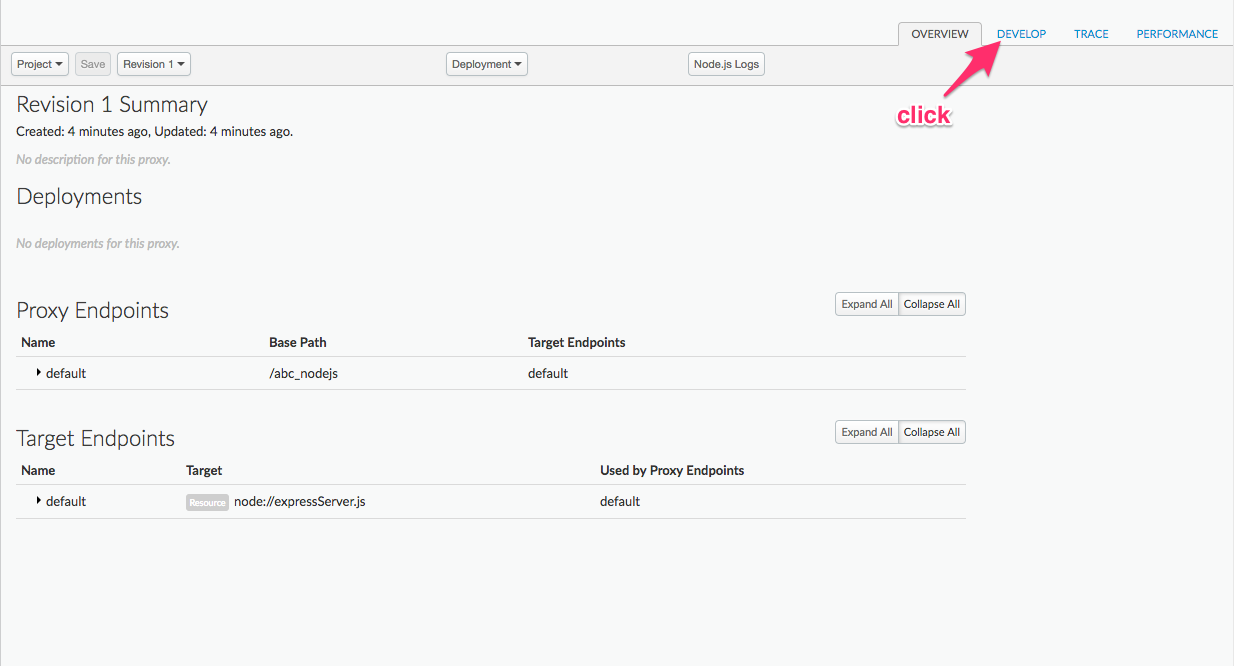 OVERVIEW DEVELOP TRACE PERFORMANCE
Project Save Revision 1 Deployment Node.js Logs
click
Revision 1 Summary
Created: 4 minutes ago, Updated: 4 minutes ago.
No description for this proxy.
Deployments
No deployments for this proxy.
Proxy Endpoints Expand All Collapse All
Name Base Path Target Endpoints
default /abc_nodejs default
Target Endpoints Expand All Collapse All
Name Target Used by Proxy Endpoints
default Resource node://expressServer.js default